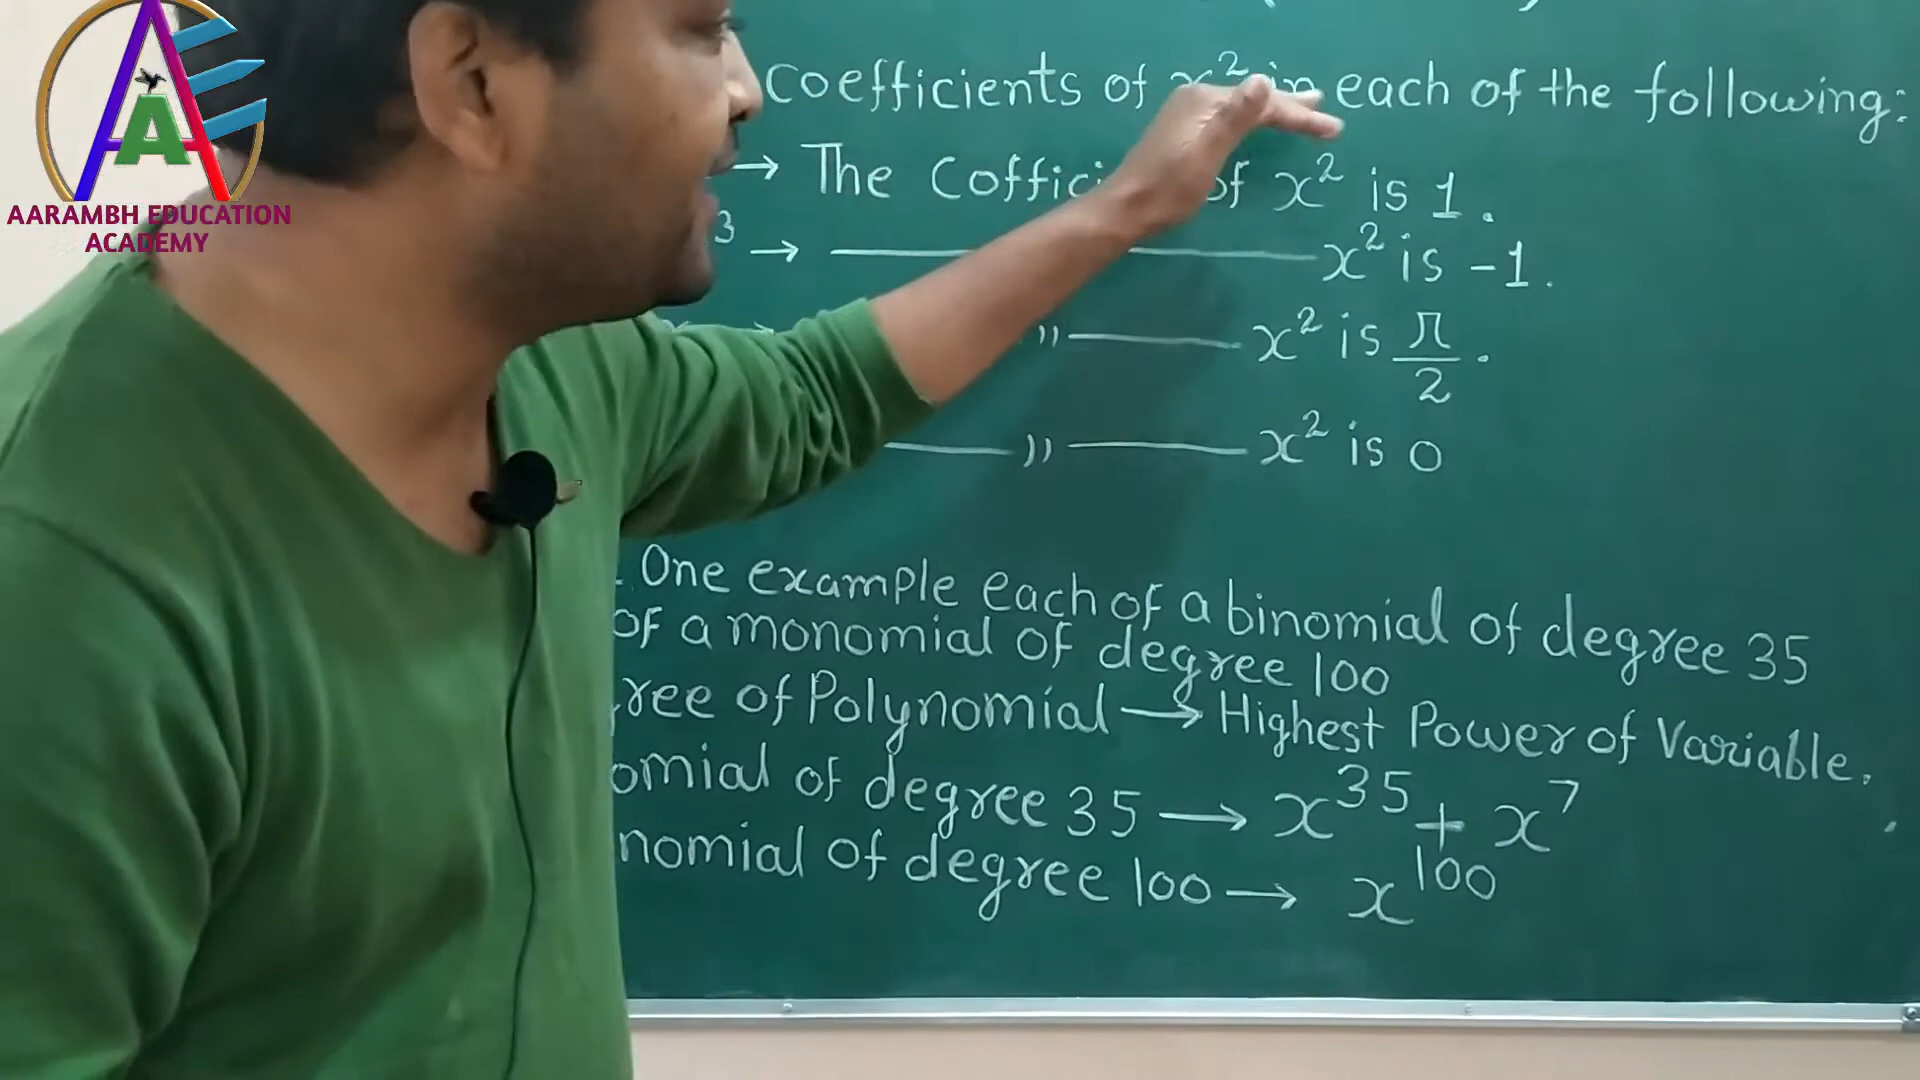 AARAMBH EDUCATION
ACADEMY
coefficients of x² in each of the following:
→ The Coffici of x² is 1.
3 → x² is -1.
" x² is π/2.
" x² is 0
One example each of a binomial of degree 35
of a monomial of degree 100
ree of Polynomial → Highest Power of Variable.
omial of degree 35 → x³⁵ + x⁷
nomial of degree 100 → x¹⁰⁰